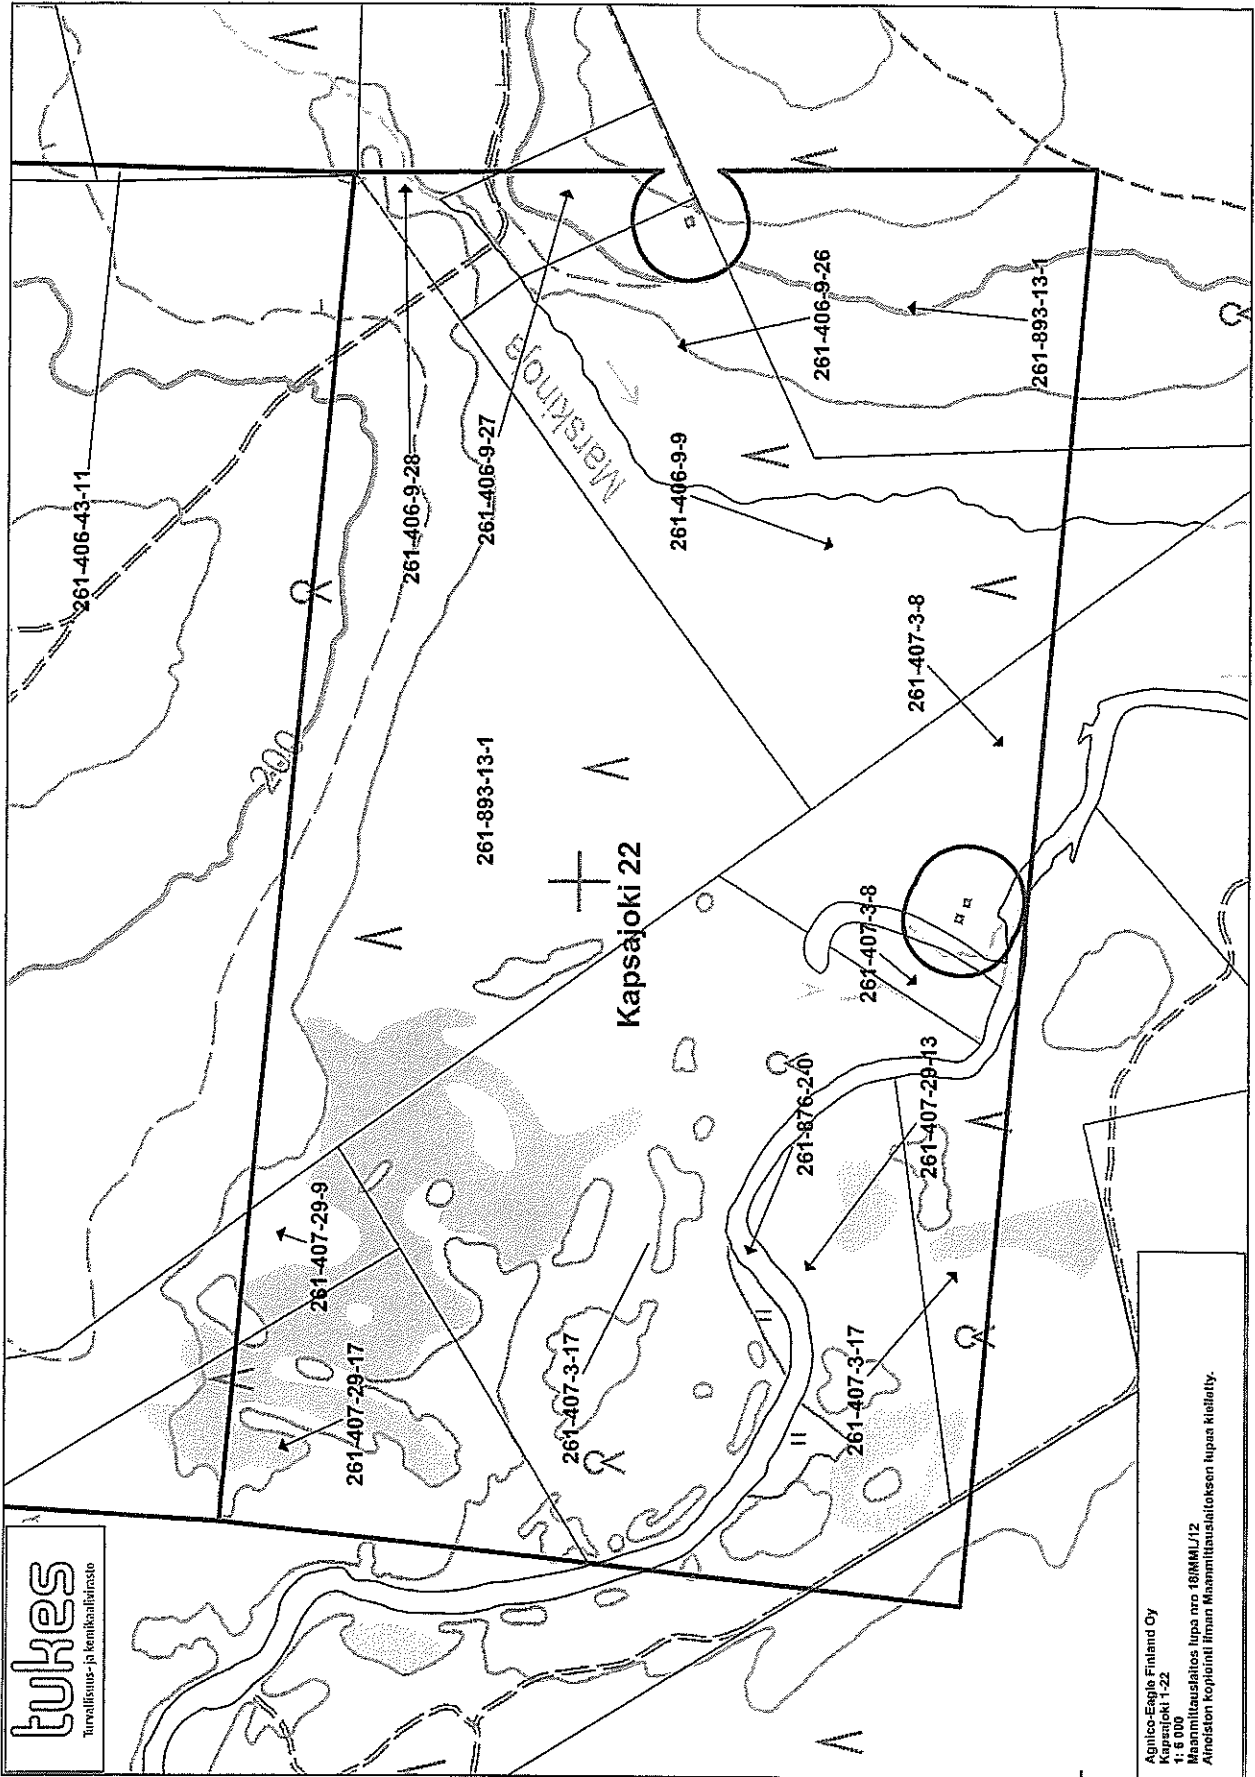 tukes
Turvallisuus- ja kemikaalivirasto
261-406-43-11
200
261-406-9-28
261-406-9-27
261-893-13-1
Marskinoja
261-406-9-26
261-893-13-1
261-406-9-9
261-407-3-8
Kapsajoki 22
261-407-3-8
261-407-29-9
261-407-29-17
261-876-2-0
261-407-29-13
261-407-3-17
261-407-3-17
Agnico-Eagle Finland Oy
Kapsajoki 1-22
1: 6 000
Maanmittauslaitos lupa nro 18/MML/12
Aineiston kopiointi ilman Maanmittauslaitoksen lupaa kielletty.